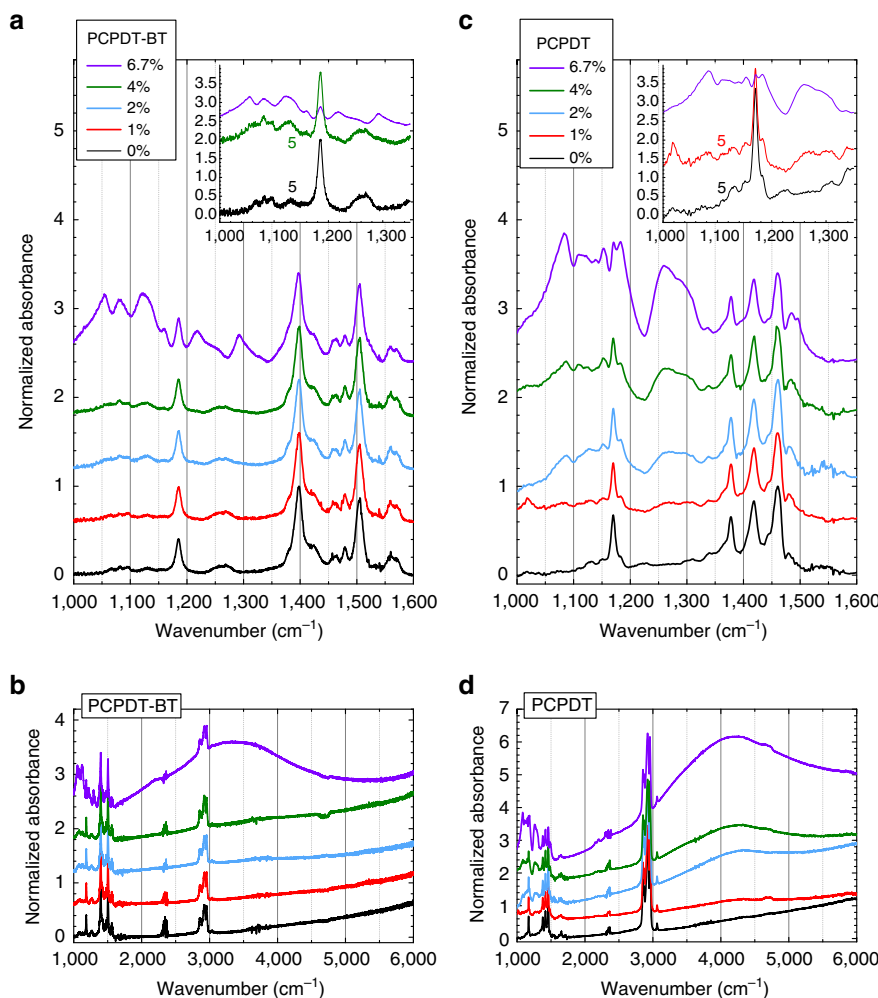 a
PCPDT-BT
6.7%
4%
2%
1%
0%
3.5
3.0
2.5
2.0
1.5
1.0
0.5
0.0
5
5
1,000 1,100 1,200 1,300
5
4
3
2
1
0
Normalized absorbance
1,000 1,100 1,200 1,300 1,400 1,500 1,600
Wavenumber (cm⁻¹)
c
PCPDT
6.7%
4%
2%
1%
0%
3.5
3.0
2.5
2.0
1.5
1.0
0.5
0.0
5
5
1,000 1,100 1,200 1,300
5
4
3
2
1
0
Normalized absorbance
1,000 1,100 1,200 1,300 1,400 1,500 1,600
Wavenumber (cm⁻¹)
b
PCPDT-BT
4
3
2
1
0
Normalized absorbance
1,000 2,000 3,000 4,000 5,000 6,000
Wavenumber (cm⁻¹)
d
PCPDT
7
6
5
4
3
2
1
0
Normalized absorbance
1,000 2,000 3,000 4,000 5,000 6,000
Wavenumber (cm⁻¹)